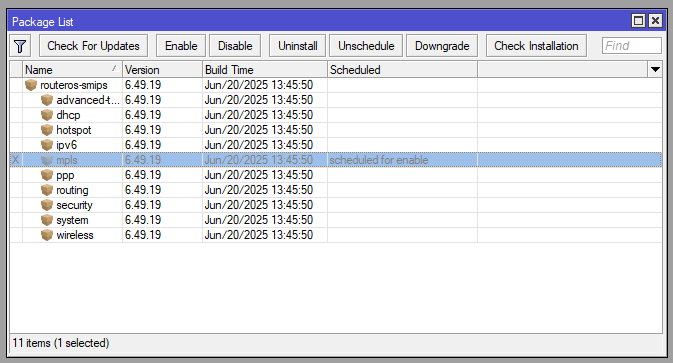 Package List
Check For Updates Enable Disable Uninstall Unschedule Downgrade Check Installation Find
Name / Version Build Time Scheduled
routeros-smips 6.49.19 Jun/20/2025 13:45:50
advanced-t... 6.49.19 Jun/20/2025 13:45:50
dhcp 6.49.19 Jun/20/2025 13:45:50
hotspot 6.49.19 Jun/20/2025 13:45:50
ipv6 6.49.19 Jun/20/2025 13:45:50
X mpls 6.49.19 Jun/20/2025 13:45:50 scheduled for enable
ppp 6.49.19 Jun/20/2025 13:45:50
routing 6.49.19 Jun/20/2025 13:45:50
security 6.49.19 Jun/20/2025 13:45:50
system 6.49.19 Jun/20/2025 13:45:50
wireless 6.49.19 Jun/20/2025 13:45:50
11 items (1 selected)